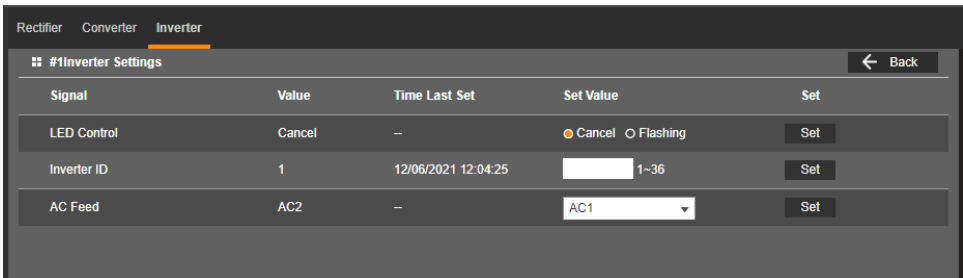 Rectifier Converter Inverter
#1Inverter Settings Back
Signal Value Time Last Set Set Value Set
LED Control Cancel -- Cancel Flashing Set
Inverter ID 1 12/06/2021 12:04:25 1~36 Set
AC Feed AC2 -- AC1 Set